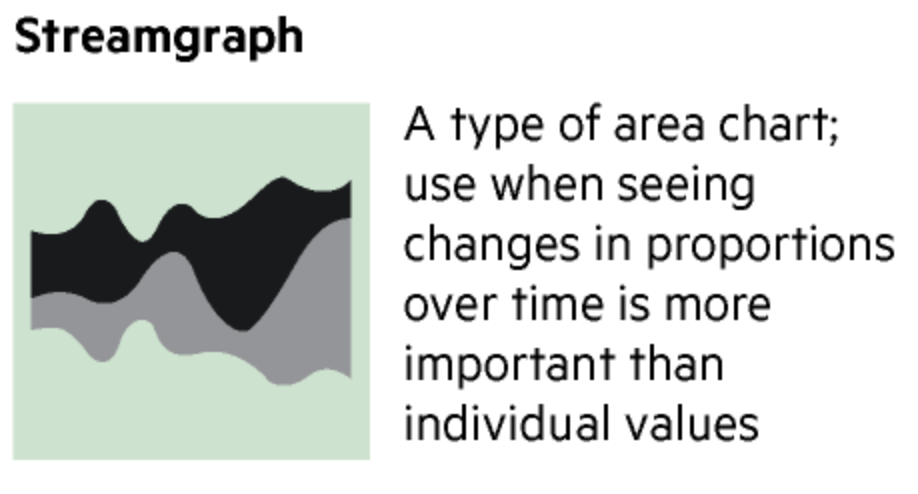 Streamgraph
A type of area chart;
use when seeing
changes in proportions
over time is more
important than
individual values